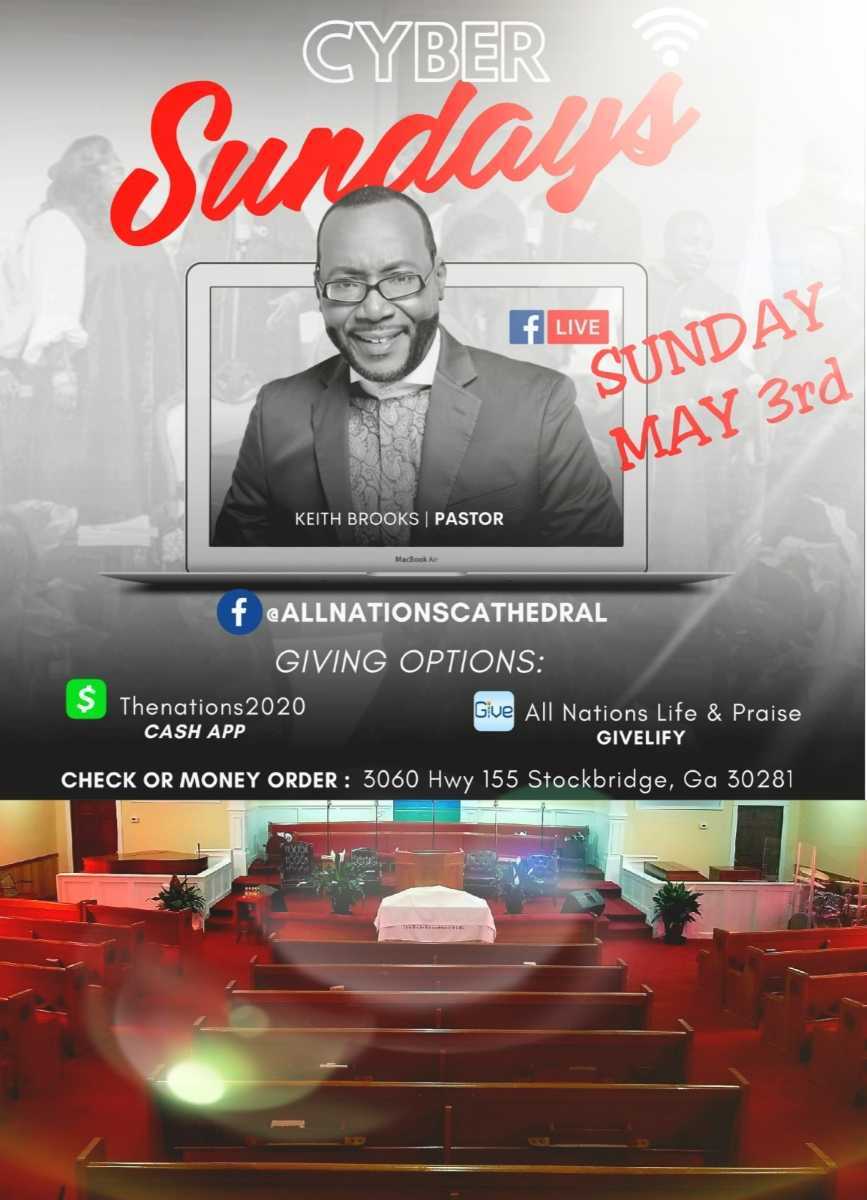 CYBER
Sundays
f LIVE
SUNDAY
MAY 3rd
KEITH BROOKS | PASTOR
MacBook Air
f @ALLNATIONSCATHEDRAL
GIVING OPTIONS:
$ Thenations2020
CASH APP
Give All Nations Life & Praise
GIVELIFY
CHECK OR MONEY ORDER : 3060 Hwy 155 Stockbridge, Ga 30281